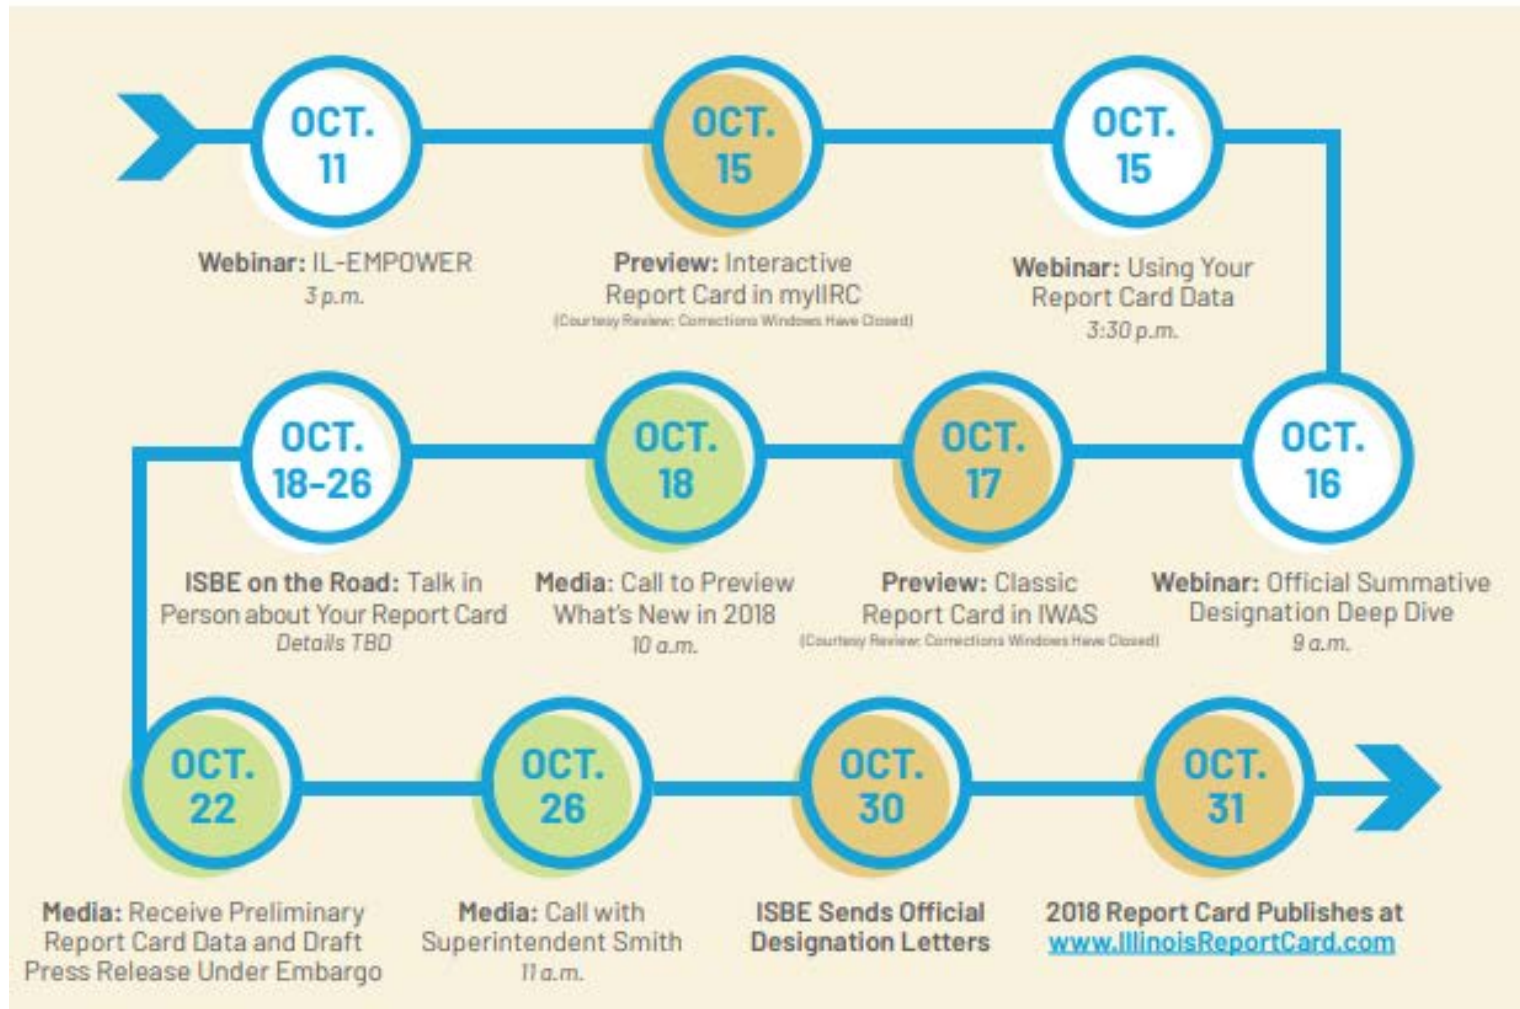 OCT.
11
Webinar: IL-EMPOWER
3 p.m.
OCT.
15
Preview: Interactive
Report Card in myIIRC
(Courtesy Review: Corrections Windows Have Closed)
OCT.
15
Webinar: Using Your
Report Card Data
3:30 p.m.
OCT.
16
Webinar: Official Summative
Designation Deep Dive
9 a.m.
OCT.
17
Preview: Classic
Report Card in IWAS
(Courtesy Review: Corrections Windows Have Closed)
OCT.
18
Media: Call to Preview
What's New in 2018
10 a.m.
OCT.
18-26
ISBE on the Road: Talk in
Person about Your Report Card
Details TBD
OCT.
22
Media: Receive Preliminary
Report Card Data and Draft
Press Release Under Embargo
OCT.
26
Media: Call with
Superintendent Smith
11 a.m.
OCT.
30
ISBE Sends Official
Designation Letters
OCT.
31
2018 Report Card Publishes at
www.IllinoisReportCard.com